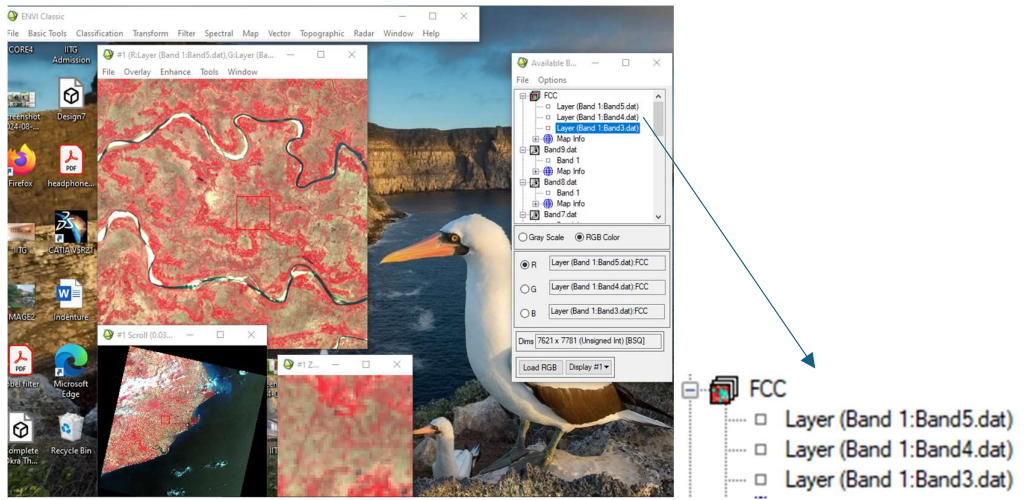 ENVI Classic
File Basic Tools Classification Transform Filter Spectral Map Vector Topographic Radar Window Help
CORE4
IITG
Admission
Design7
024-08-...
Firefox
headphone...
IITG
CATIA V5R21
MAGE2
Indenture
Microsoft
Edge
Recycle Bin
#1 (R:Layer (Band 1:Band5.dat),G:Layer (Ba...
File Overlay Enhance Tools Window
#1 Scroll (0.03...
#1 Z...
Available B...
File Options
FCC
Layer (Band 1:Band5.dat)
Layer (Band 1:Band4.dat)
Layer (Band 1:Band3.dat)
Map Info
Band9.dat
Band 1
Map Info
Band8.dat
Band 1
Map Info
Band7.dat
Gray Scale RGB Color
R Layer (Band 1:Band5.dat):FCC
G Layer (Band 1:Band4.dat):FCC
B Layer (Band 1:Band3.dat):FCC
Dims 7621 x 7781 (Unsigned Int) [BSQ]
Load RGB Display #1
FCC
Layer (Band 1:Band5.dat)
Layer (Band 1:Band4.dat)
Layer (Band 1:Band3.dat)